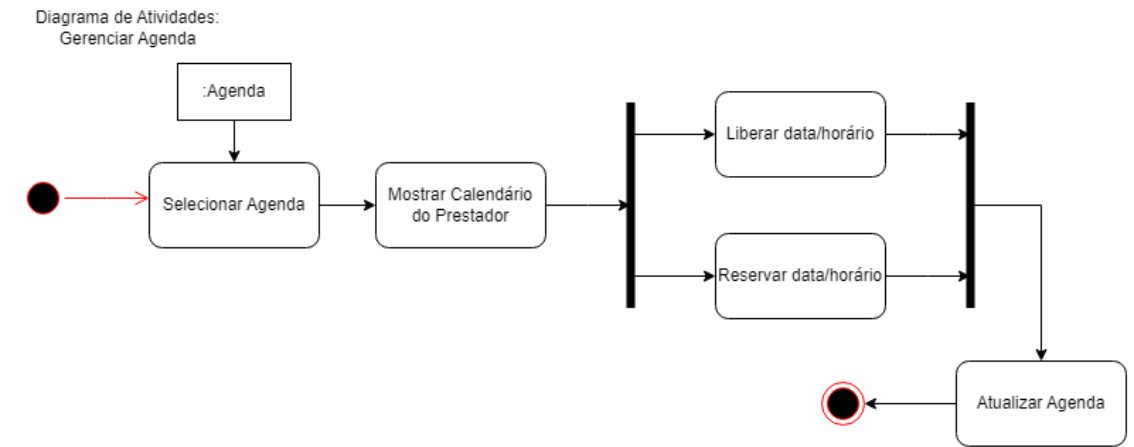 Diagrama de Atividades:
Gerenciar Agenda
:Agenda
Selecionar Agenda
Mostrar Calendário
do Prestador
Liberar data/horário
Reservar data/horário
Atualizar Agenda